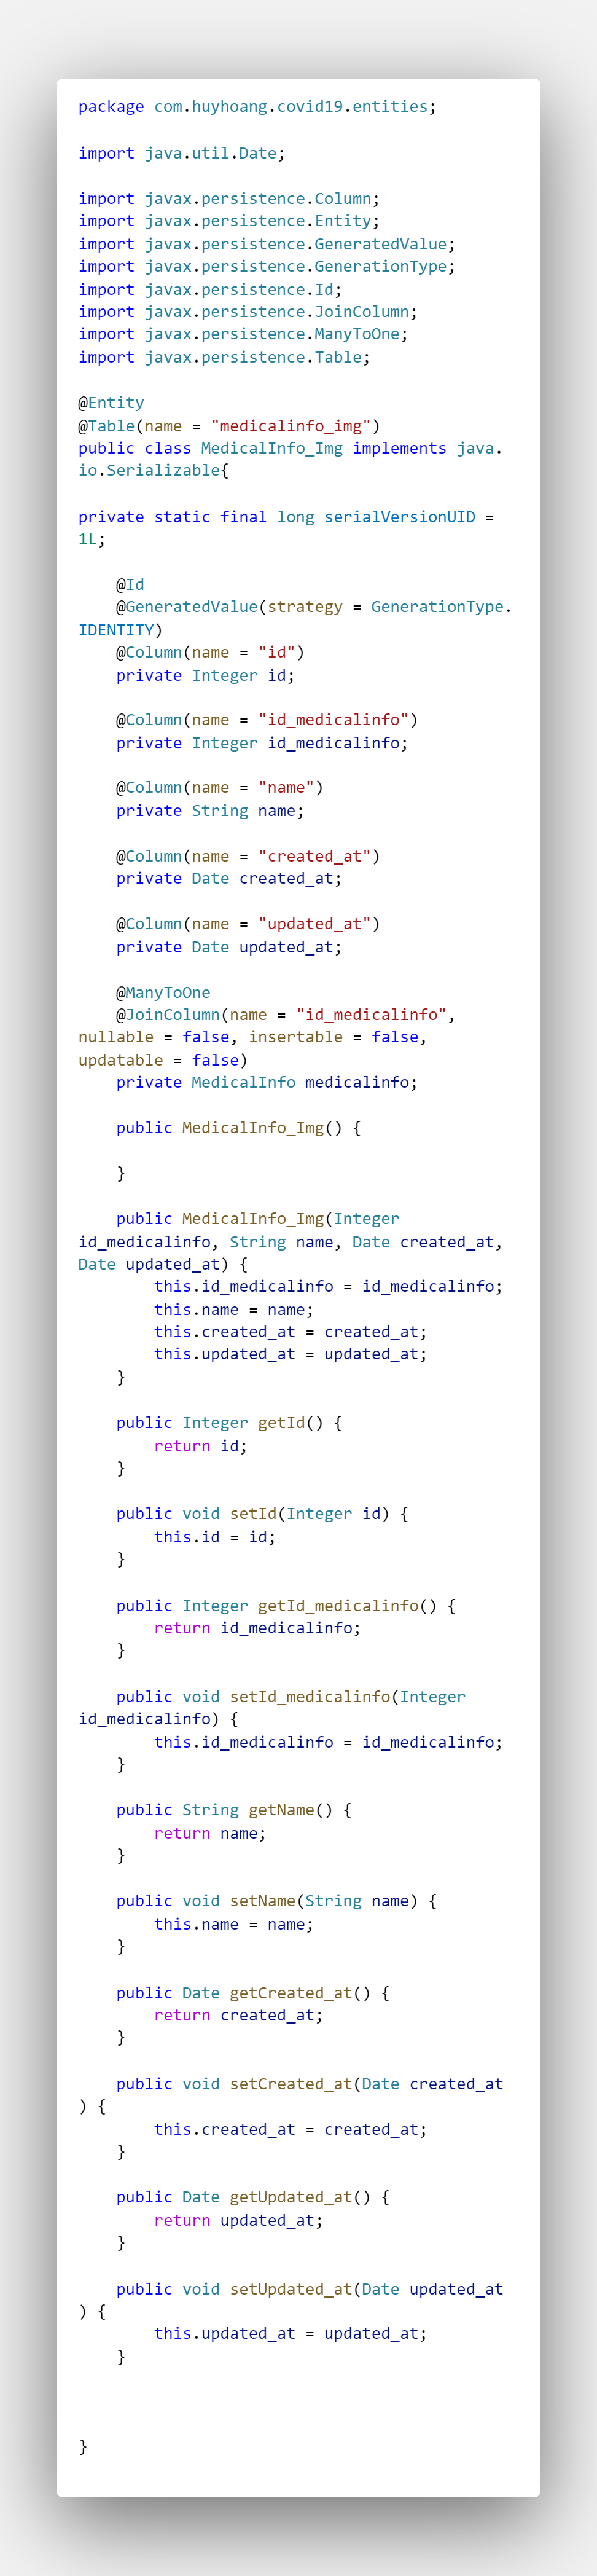 package com.huyhoang.covid19.entities;
import java.util.Date;
import javax.persistence.Column;
import javax.persistence.Entity;
import javax.persistence.GeneratedValue;
import javax.persistence.GenerationType;
import javax.persistence.Id;
import javax.persistence.JoinColumn;
import javax.persistence.ManyToOne;
import javax.persistence.Table;
@Entity
@Table(name = "medicalinfo_img")
public class MedicalInfo_Img implements java.
io.Serializable{
private static final long serialVersionUID =
1L;
@Id
@GeneratedValue(strategy = GenerationType.
IDENTITY)
@Column(name = "id")
private Integer id;
@Column(name = "id_medicalinfo")
private Integer id_medicalinfo;
@Column(name = "name")
private String name;
@Column(name = "created_at")
private Date created_at;
@Column(name = "updated_at")
private Date updated_at;
@ManyToOne
@JoinColumn(name = "id_medicalinfo",
nullable = false, insertable = false,
updatable = false)
private MedicalInfo medicalinfo;
public MedicalInfo_Img() {
}
public MedicalInfo_Img(Integer
id_medicalinfo, String name, Date created_at,
Date updated_at) {
this.id_medicalinfo = id_medicalinfo;
this.name = name;
this.created_at = created_at;
this.updated_at = updated_at;
}
public Integer getId() {
return id;
}
public void setId(Integer id) {
this.id = id;
}
public Integer getId_medicalinfo() {
return id_medicalinfo;
}
public void setId_medicalinfo(Integer
id_medicalinfo) {
this.id_medicalinfo = id_medicalinfo;
}
public String getName() {
return name;
}
public void setName(String name) {
this.name = name;
}
public Date getCreated_at() {
return created_at;
}
public void setCreated_at(Date created_at
) {
this.created_at = created_at;
}
public Date getUpdated_at() {
return updated_at;
}
public void setUpdated_at(Date updated_at
) {
this.updated_at = updated_at;
}
}